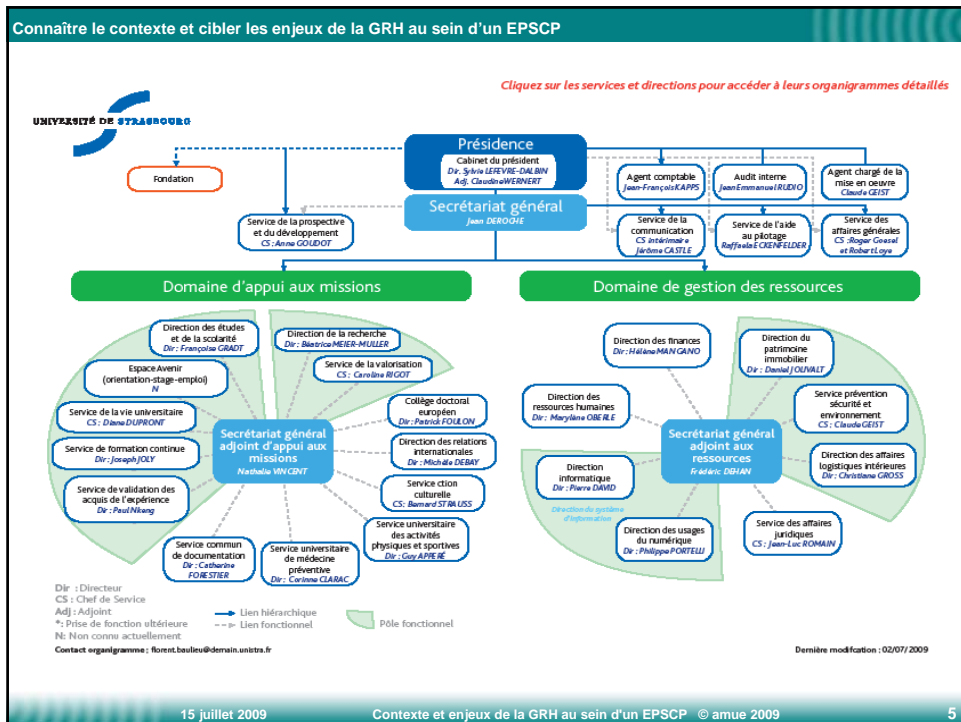 Connaître le contexte et cibler les enjeux de la GRH au sein d'un EPSCP
Cliquez sur les services et directions pour accéder à leurs organigrammes détaillés
UNIVERSITÉ DE STRASBOURG
Présidence
Cabinet du président
Dir. Sylvie LEFEVRE-DALBIN
Adj. Claudine WERNERT
Fondation
Agent comptable
Jean-François KAPPS
Audit interne
Jean Emmanuel RUDIO
Agent chargé de la
mise en oeuvre
Claude GEIST
Secrétariat général
Jean DEROCHE
Service de la prospective
et du développement
CS : Anne GOUDOT
Service de la
communication
CS intérimaire
Jérôme CASTLE
Service de l'aide
au pilotage
Raffaela ECKENFELDER
Service des
affaires générales
CS : Roger Goesel
et Robert Loye
Domaine d'appui aux missions
Domaine de gestion des ressources
Direction des études
et de la scolarité
Dir : Françoise GRADT
Direction de la recherche
Dir : Béatrice MEIER-MULLER
Espace Avenir
(orientation-stage-emploi)
N
Service de la valorisation
CS : Caroline RIGOT
Service de la vie universitaire
CS : Diane DUPRONT
Collège doctoral
européen
Dir : Patrick FOULON
Service de formation continue
Dir : Joseph JOLY
Secrétariat général
adjoint d'appui aux
missions
Nathalie VINCENT
Direction des relations
internationales
Dir : Michèle DEBAY
Service de validation des
acquis de l'expérience
Dir : Paul Nkeng
Service ction
culturelle
CS: Bernard STRAUSS
Service universitaire
des activités
physiques et sportives
Dir : Guy APPERÉ
Service commun
de documentation
Dir : Catherine
FORESTIER
Service universitaire
de médecine
préventive
Dir : Corinne CLARAC
Direction des finances
Dir : Hélène MANGANO
Direction du
patrimoine
immobilier
Dir : Daniel JOUVALT
Direction des
ressources humaines
Dir : Marylène OBERLE
Service prévention
sécurité et
environnement
CS : Claude GEIST
Secrétariat général
adjoint aux
ressources
Frédéric DEHAN
Direction
informatique
Dir : Pierre DAVID
Direction des affaires
logistiques intérieures
Dir : Christiane GROSS
Direction du système
d'information
Direction des usages
du numérique
Dir : Philippe PORTELLI
Service des affaires
juridiques
CS : Jean-Luc ROMAIN
Dir : Directeur
CS : Chef de Service
Adj : Adjoint
*: Prise de fonction ultérieure
N: Non connu actuellement
Lien hiérarchique
Lien fonctionnel
Pôle fonctionnel
Contact organigramme : florent.baulieu@demain.unistra.fr
Dernière modifcation : 02/07/2009
15 juillet 2009
Contexte et enjeux de la GRH au sein d'un EPSCP © amue 2009
5